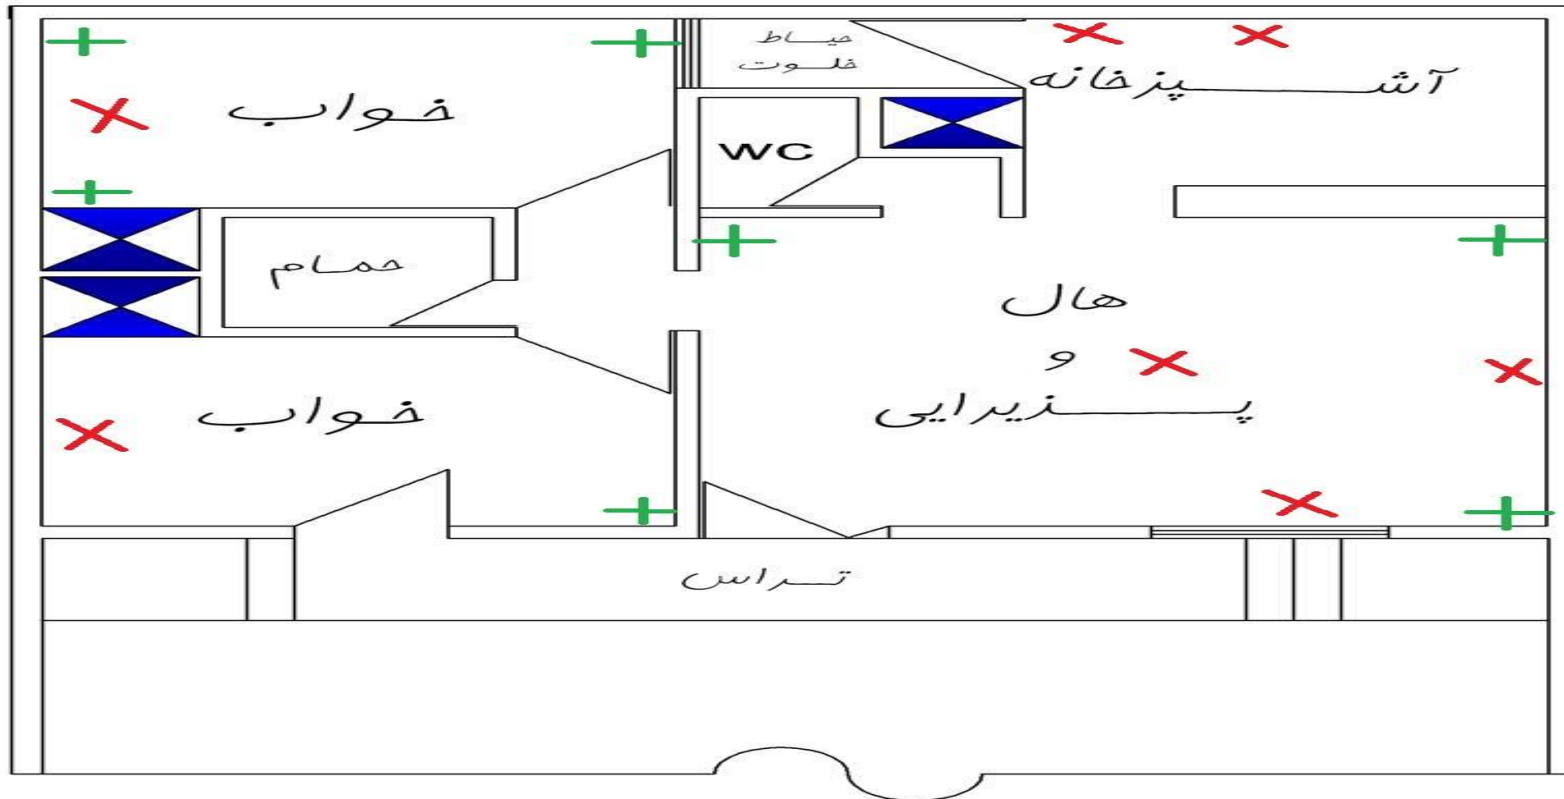 حیاط
خلوت
آشپزخانه
خواب
WC
حمام
هال
و
پذیرایی
خواب
تراس